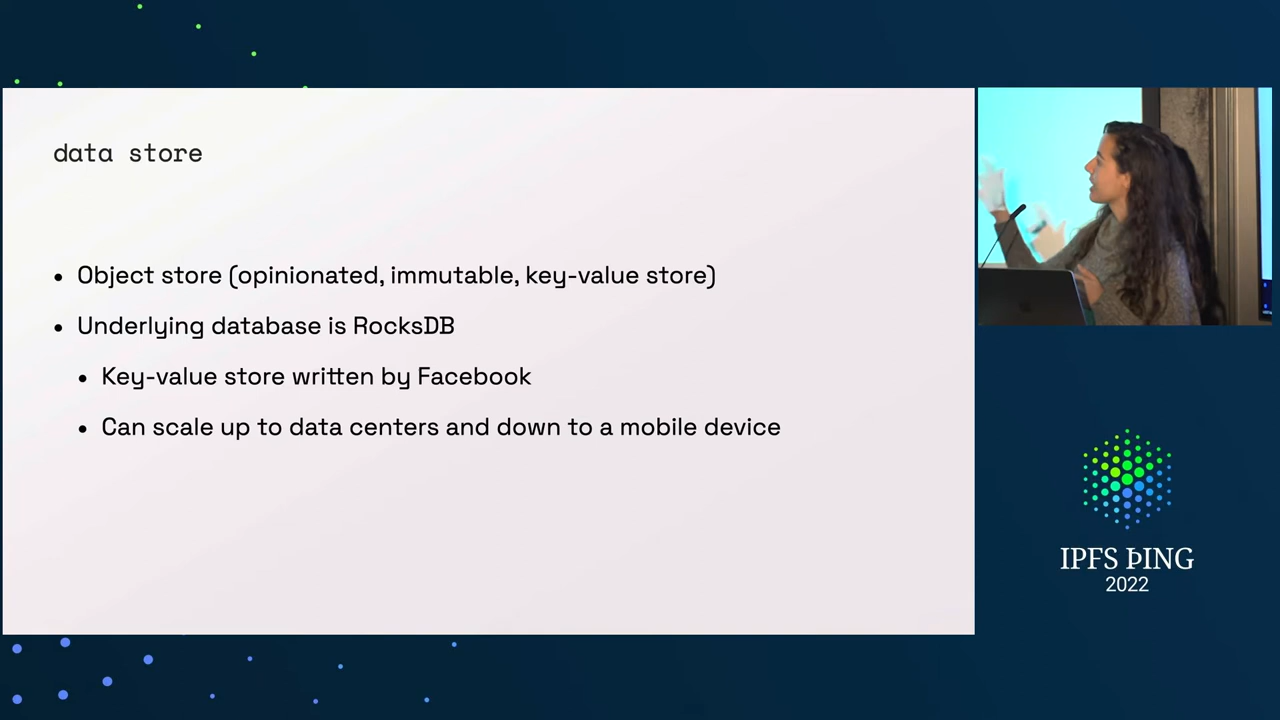 data store
• Object store (opinionated, immutable, key-value store)
• Underlying database is RocksDB
• Key-value store written by Facebook
• Can scale up to data centers and down to a mobile device
IPFS ÞING
2022